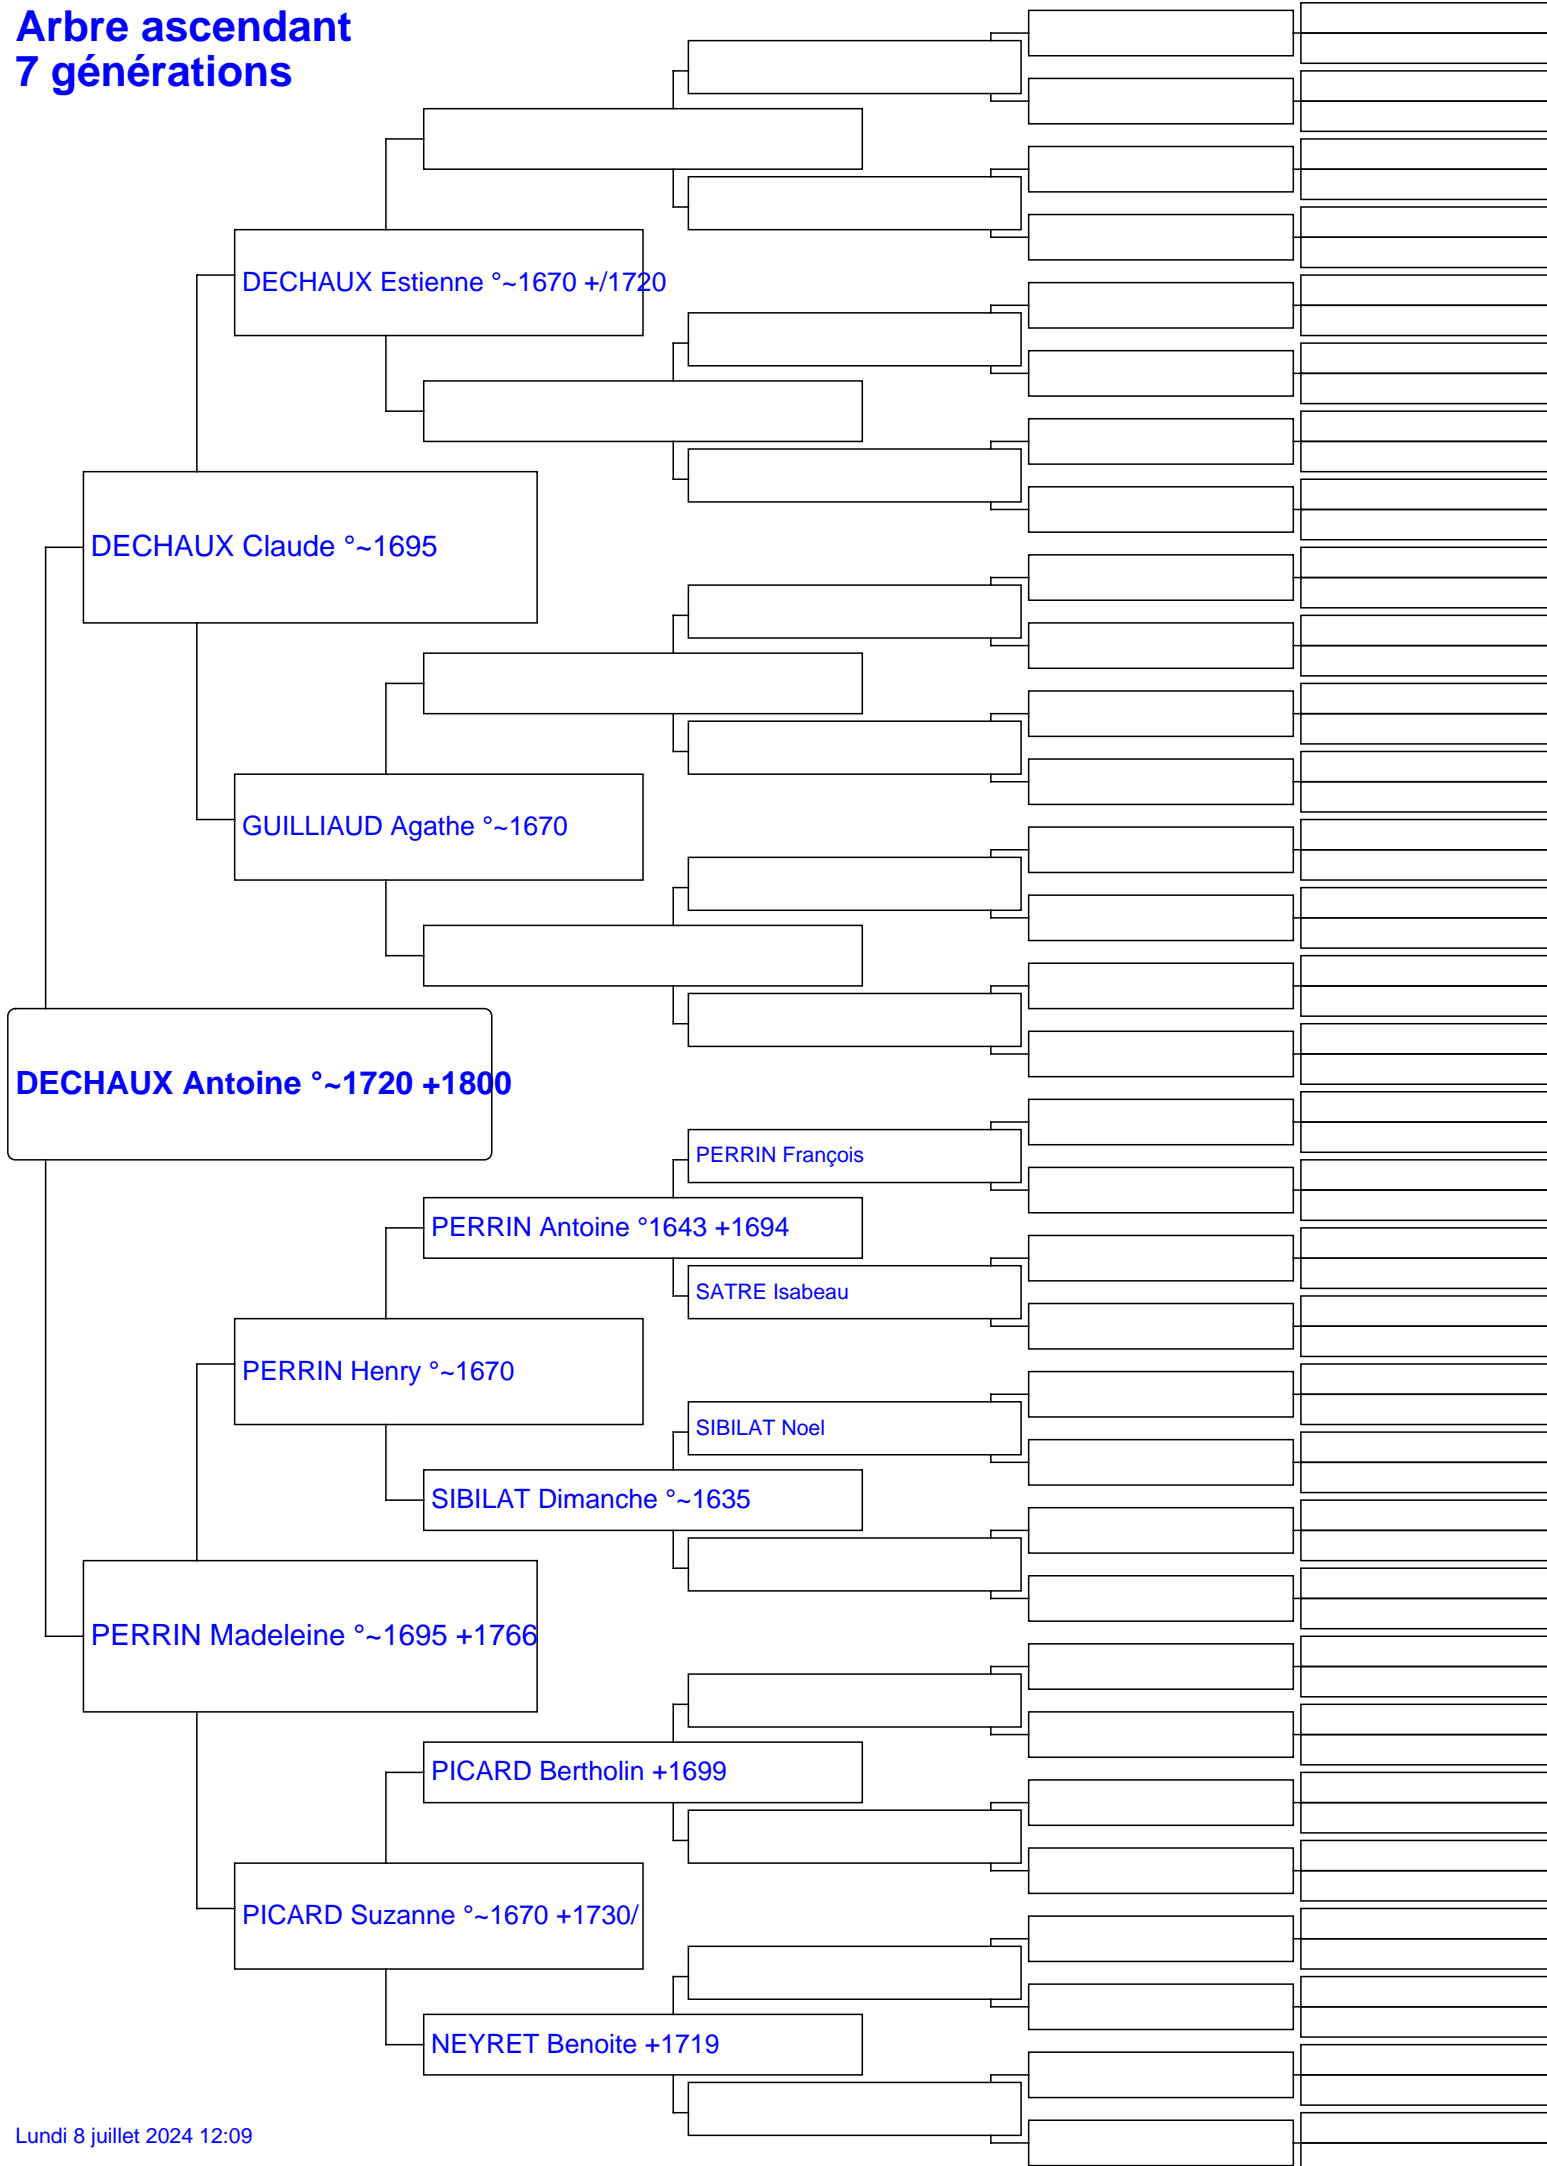 Arbre ascendant
7 générations
DECHAUX Estienne °~1670 +/1720
DECHAUX Claude °~1695
GUILLIAUD Agathe °~1670
DECHAUX Antoine °~1720 +1800
PERRIN François
PERRIN Antoine °1643 +1694
SATRE Isabeau
PERRIN Henry °~1670
SIBILAT Noel
SIBILAT Dimanche °~1635
PERRIN Madeleine °~1695 +1766
PICARD Bertholin +1699
PICARD Suzanne °~1670 +1730/
NEYRET Benoite +1719
Lundi 8 juillet 2024 12:09